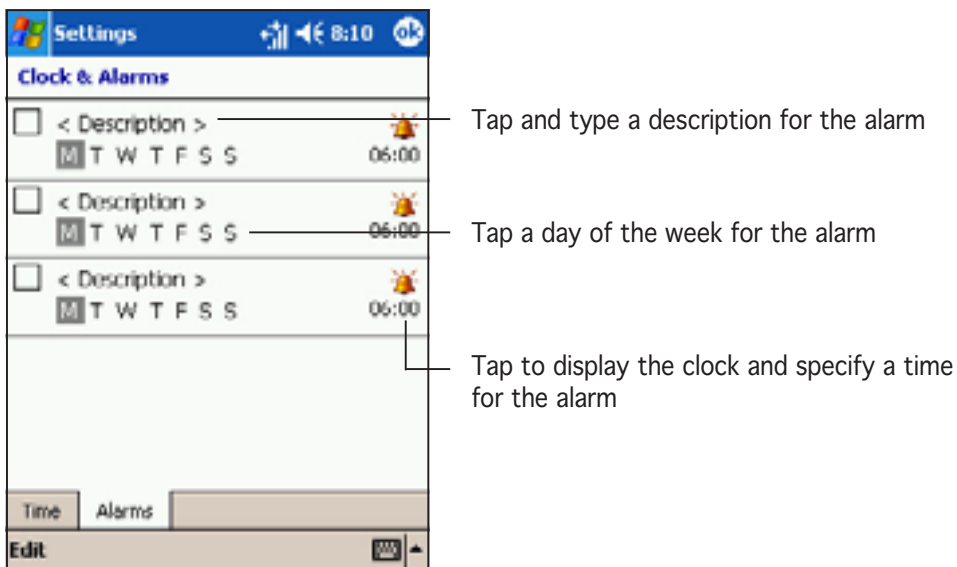 Settings 8:10 ok
Clock & Alarms
< Description >
M T W T F S S 06:00
< Description >
M T W T F S S 06:00
< Description >
M T W T F S S 06:00
Time Alarms
Edit
Tap and type a description for the alarm
Tap a day of the week for the alarm
Tap to display the clock and specify a time
for the alarm